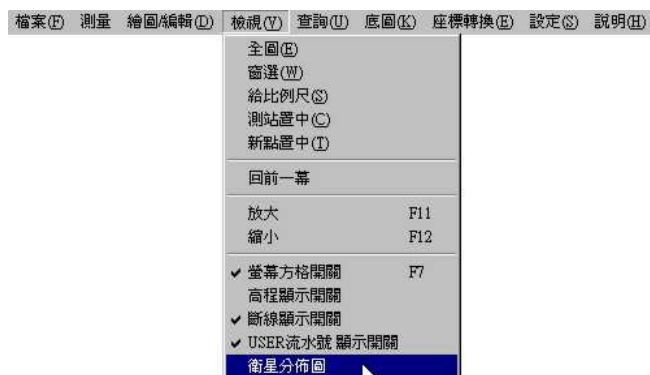 檔案(F) 測量 繪圖/編輯(D) 檢視(V) 查詢(U) 底圖(K) 座標轉換(E) 設定(S) 説明(H)
全圖(E)
窗選(W)
給比例尺(S)
測站置中(C)
新點置中(T)
回前一幕
放大 F11
縮小 F12
✓ 螢幕方格開關 F7
高程顯示開關
✓ 斷線顯示開關
✓ USER流水號 顯示開關
衛星分佈圖